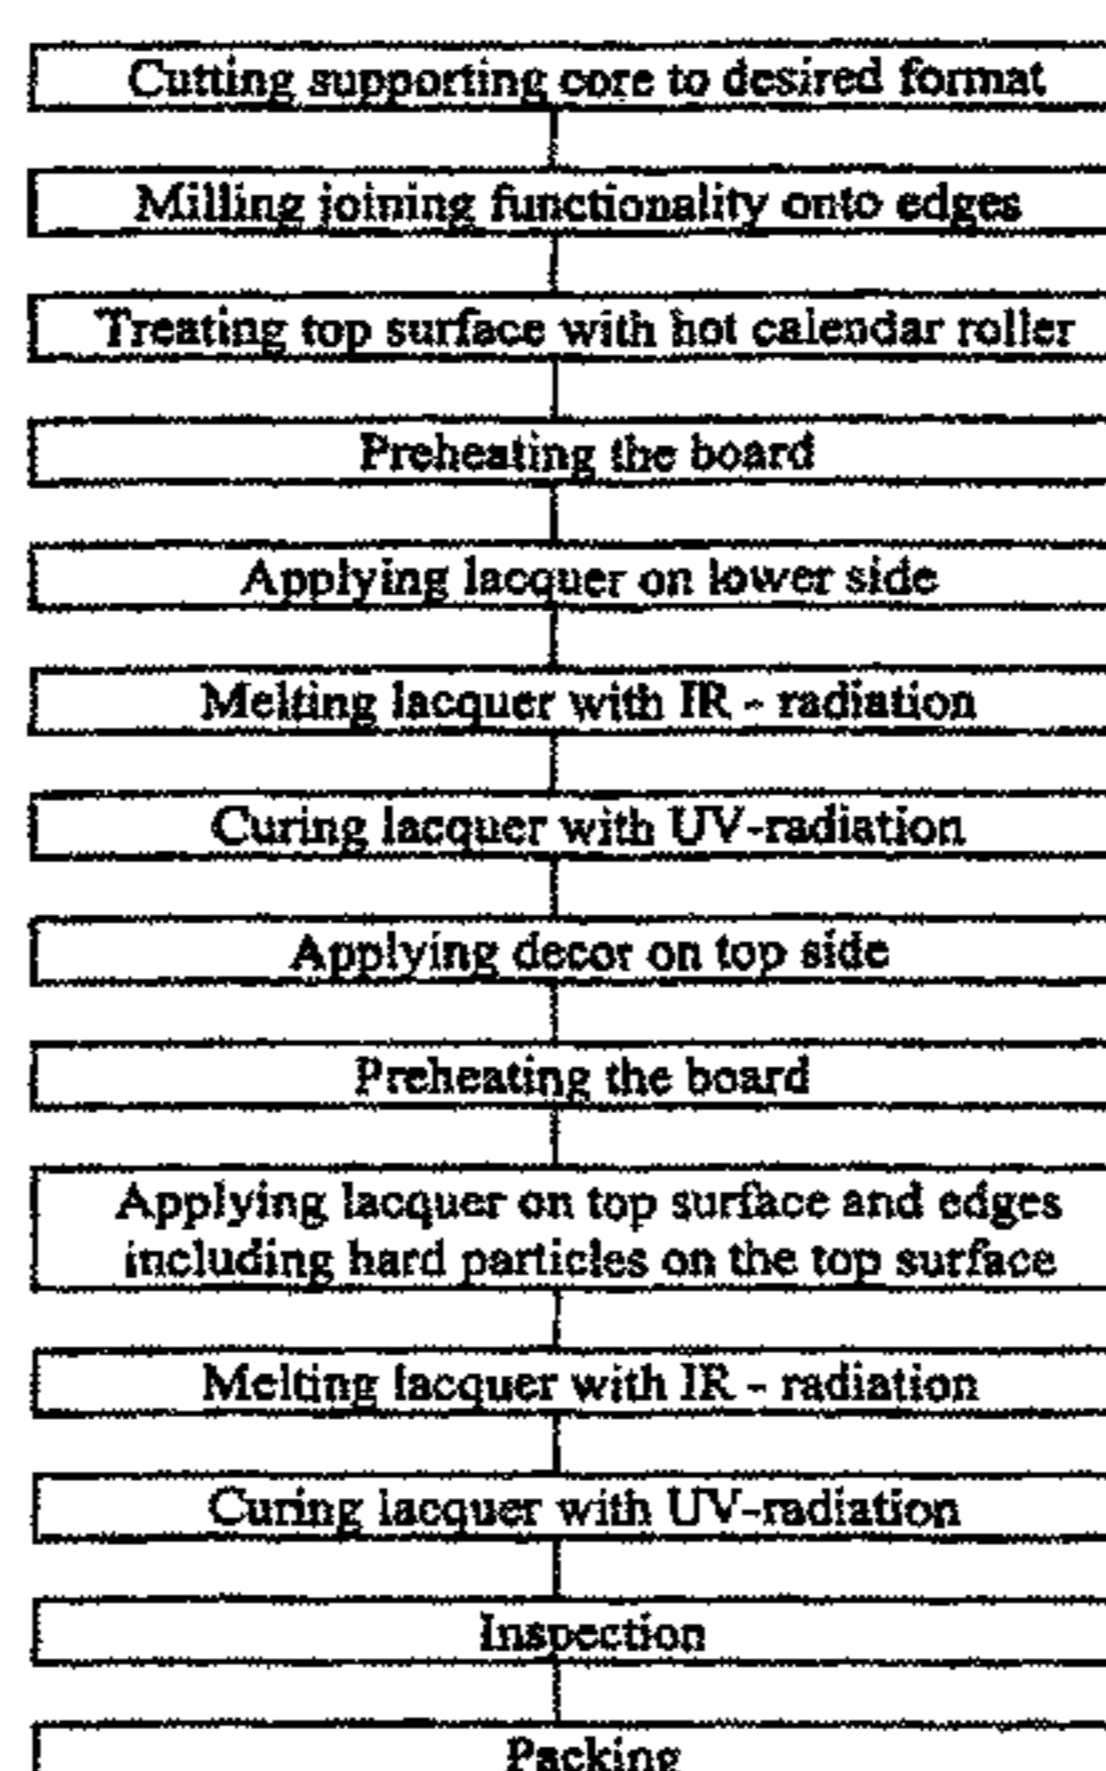 Cutting supporting core to desired format
Milling joining functionality onto edges
Treating top surface with hot calendar roller
Preheating the board
Applying lacquer on lower side
Melting lacquer with IR - radiation
Curing lacquer with UV-radiation
Applying decor on top side
Preheating the board
Applying lacquer on top surface and edges
including hard particles on the top surface
Melting lacquer with IR - radiation
Curing lacquer with UV-radiation
Inspection
Packing